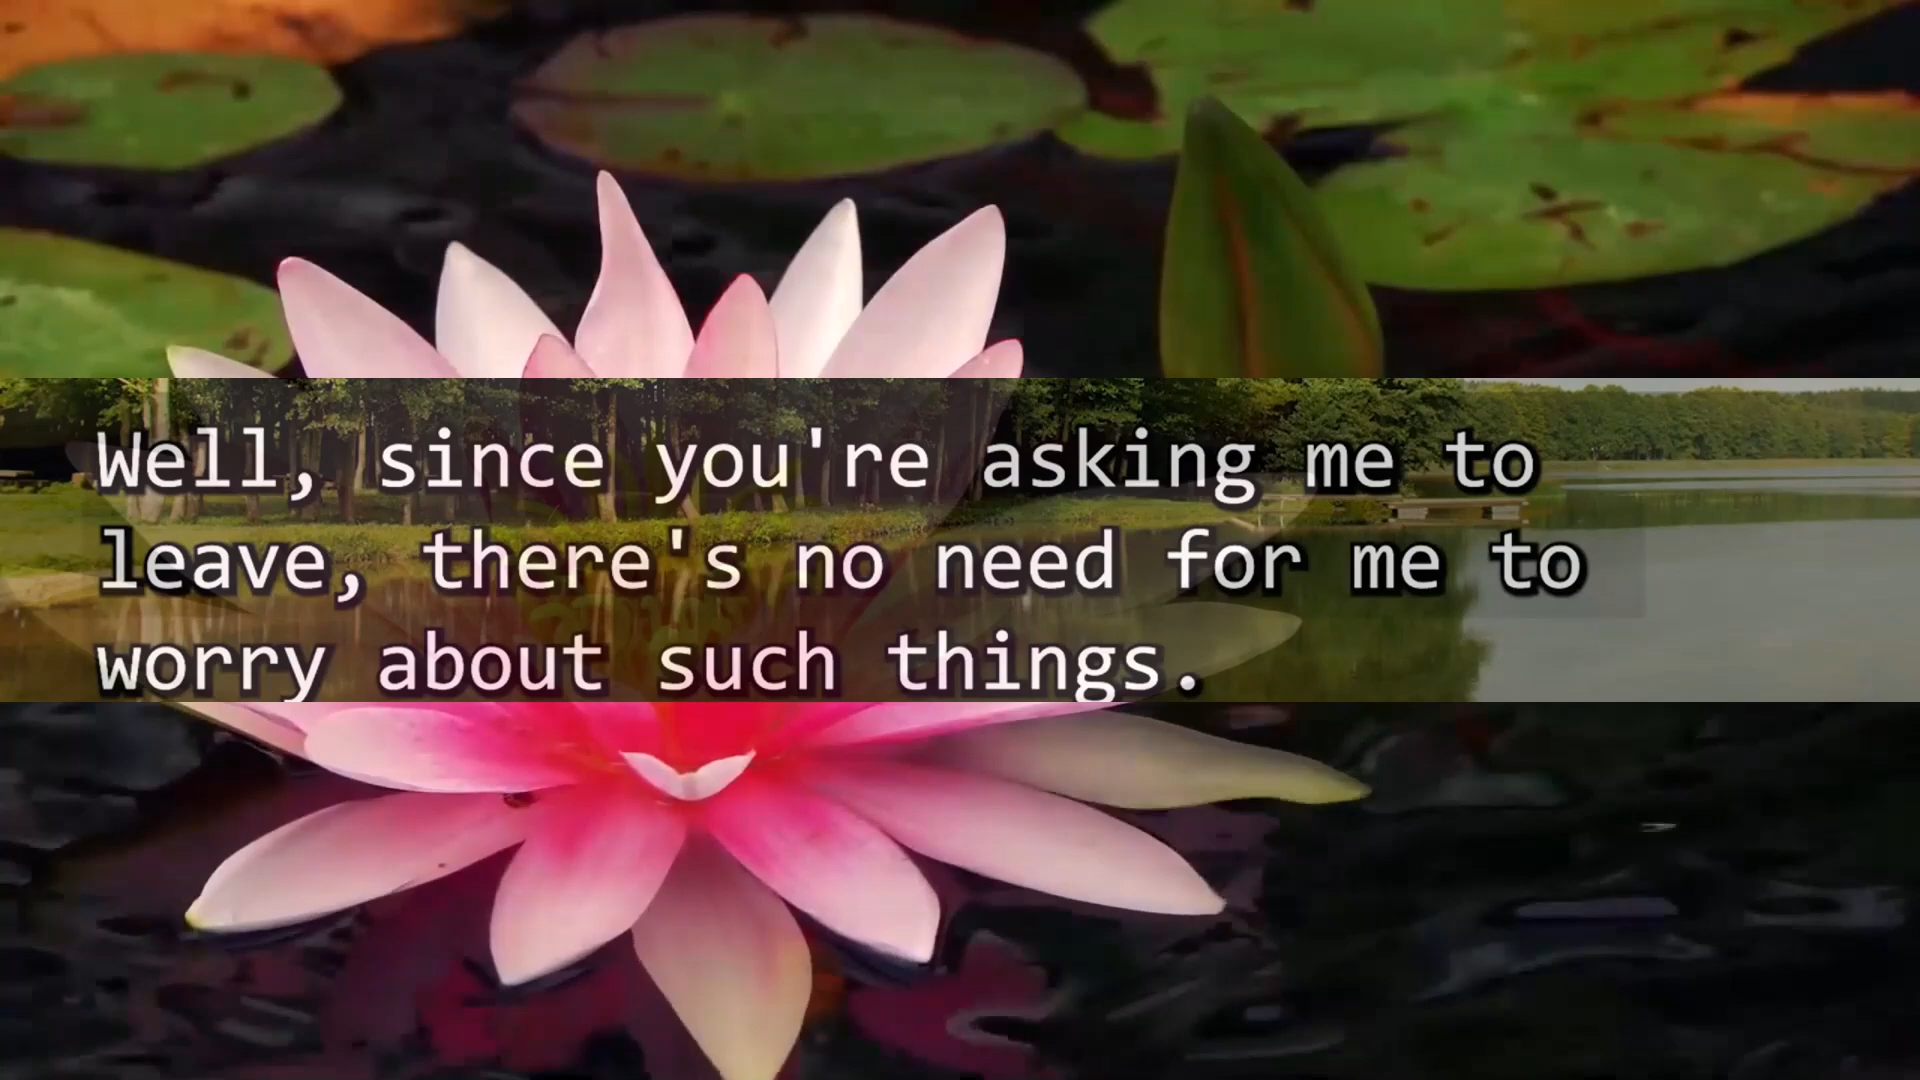 Well, since you're asking me to
leave, there's no need for me to
worry about such things.